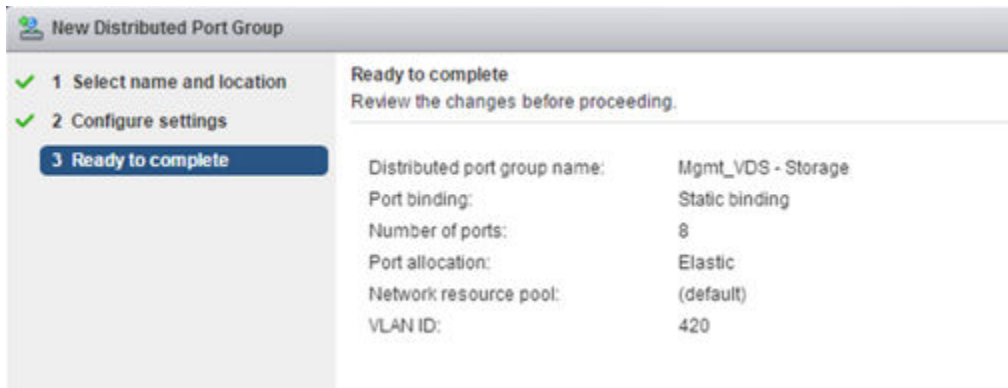 New Distributed Port Group
1 Select name and location
2 Configure settings
3 Ready to complete
Ready to complete
Review the changes before proceeding.
Distributed port group name: Mgmt_VDS - Storage
Port binding: Static binding
Number of ports: 8
Port allocation: Elastic
Network resource pool: (default)
VLAN ID: 420